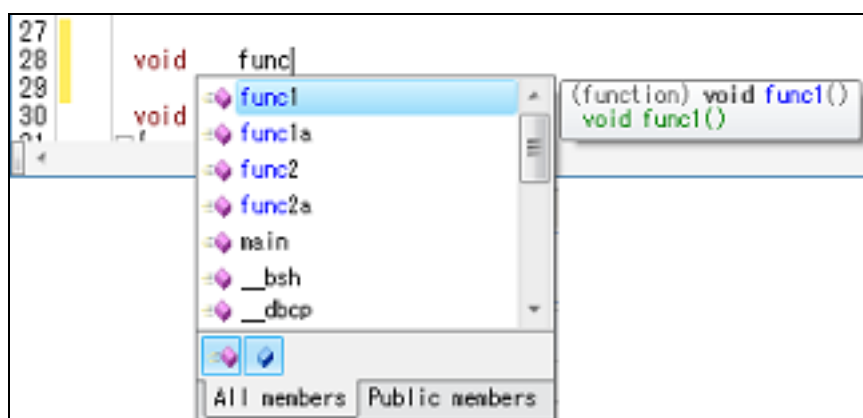 27
28 void func
29
30 void
31
func1
func1a
func2
func2a
main
__bsh
__dbcp
All members Public members
(function) void func1()
void func1()